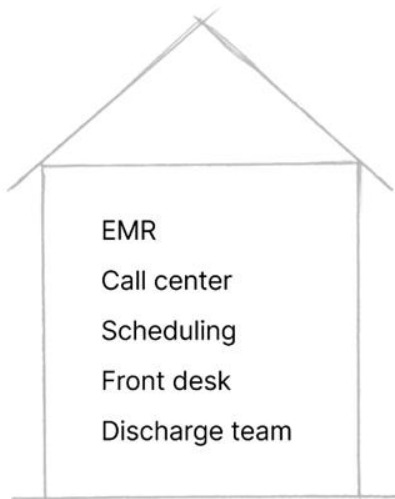 EMR
Call center
Scheduling
Front desk
Discharge team